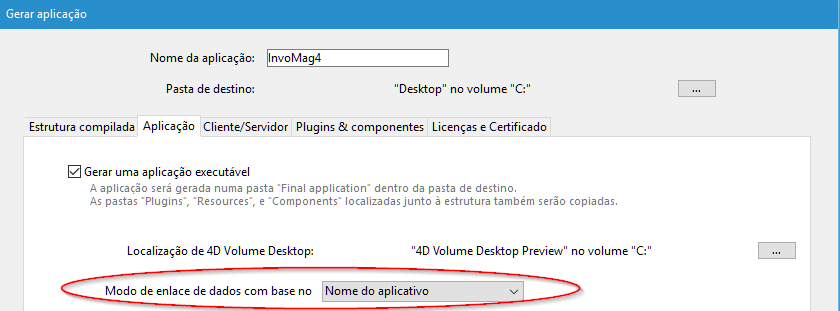 Gerar aplicação
Nome da aplicação: InvoMag4
Pasta de destino: "Desktop" no volume "C:" ...
Estrutura compilada Aplicação Cliente/Servidor Plugins & componentes Licenças e Certificado
Gerar uma aplicação executável
A aplicação será gerada numa pasta "Final application" dentro da pasta de destino.
As pastas "Plugins", "Resources", e "Components" localizadas junto à estrutura também serão copiadas.
Localização de 4D Volume Desktop: "4D Volume Desktop Preview" no volume "C:" ...
Modo de enlace de dados com base no Nome do aplicativo